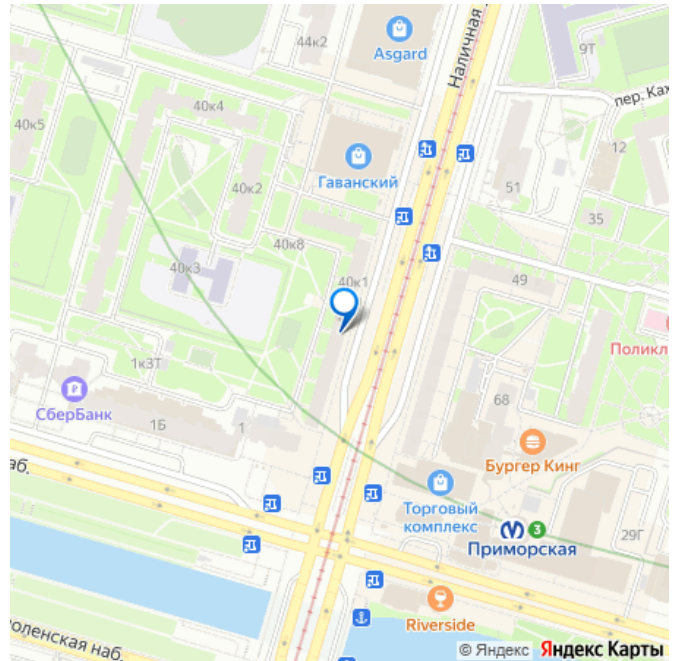 44к2
Asgard
Наличная
9Т
пер. Ках
40к4
40к5
12
Гаванский
40к2
51
35
40к8
40к3
40к1
49
Поликл
1к3Т
СберБанк
68
1Б
1
Бургер Кинг
аб.
Торговый
комплекс
3
Приморская
29Г
Riverside
оленская наб.
© Яндекс Яндекс Карты